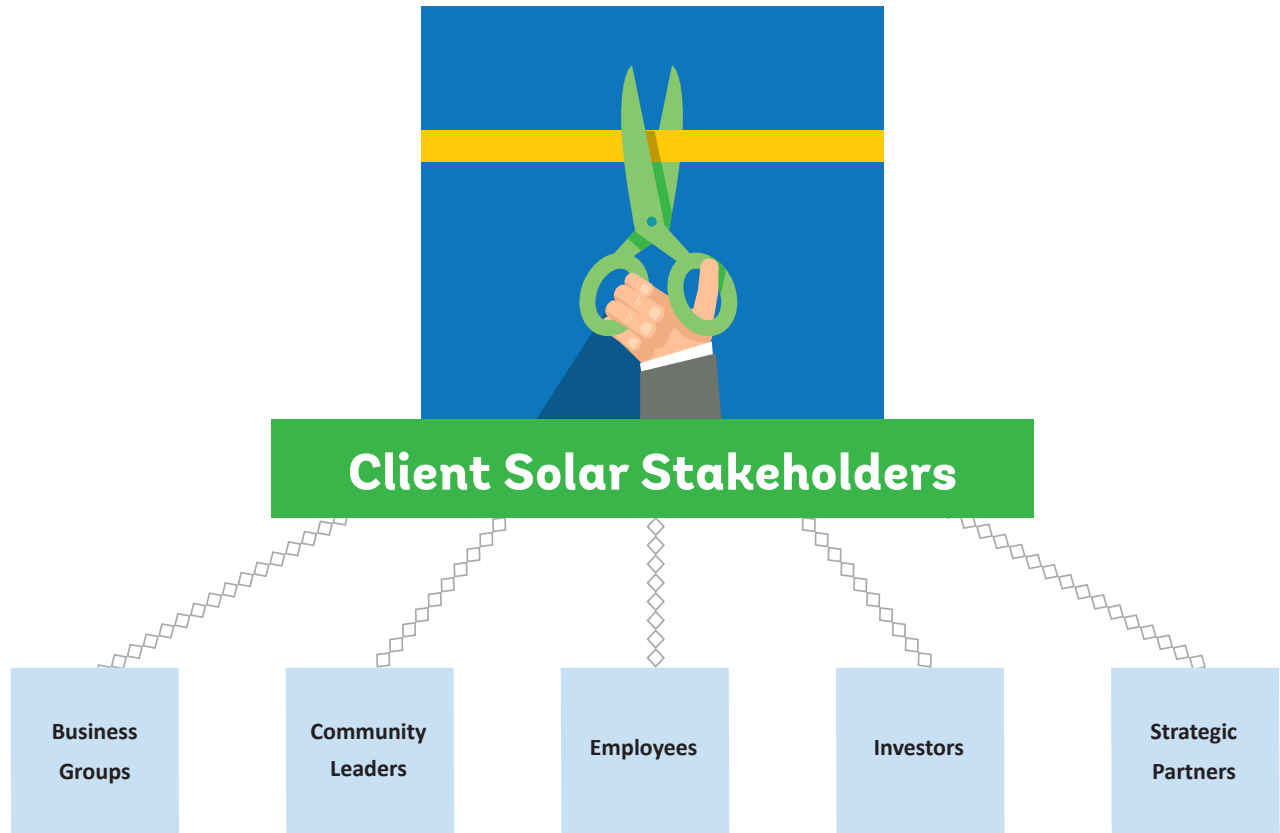 Client Solar Stakeholders
Business
Groups
Community
Leaders
Employees
Investors
Strategic
Partners